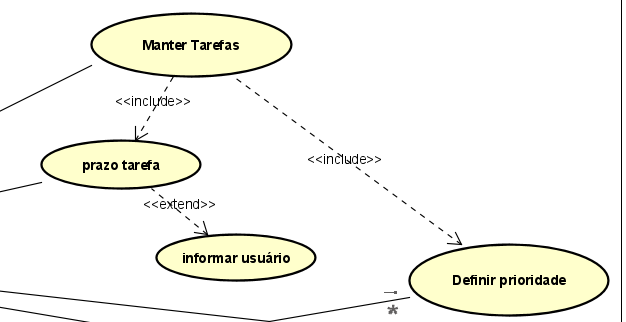 Manter Tarefas
<<include>>
prazo tarefa
<<include>>
<<extend>>
informar usuário
Definir prioridade
*